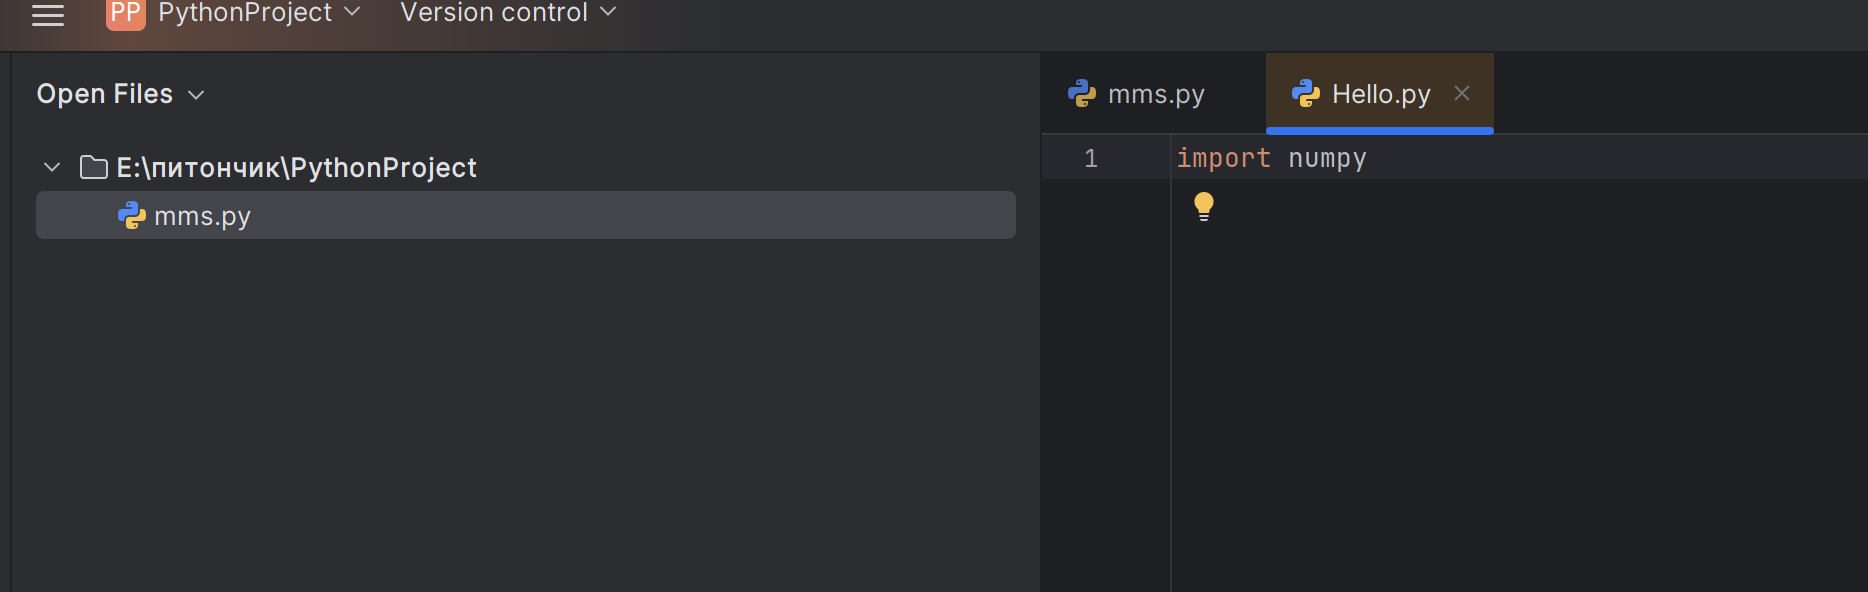 PP PythonProject Version control
Open Files
E:\питончик\PythonProject
mms.py
mms.py Hello.py
1 import numpy